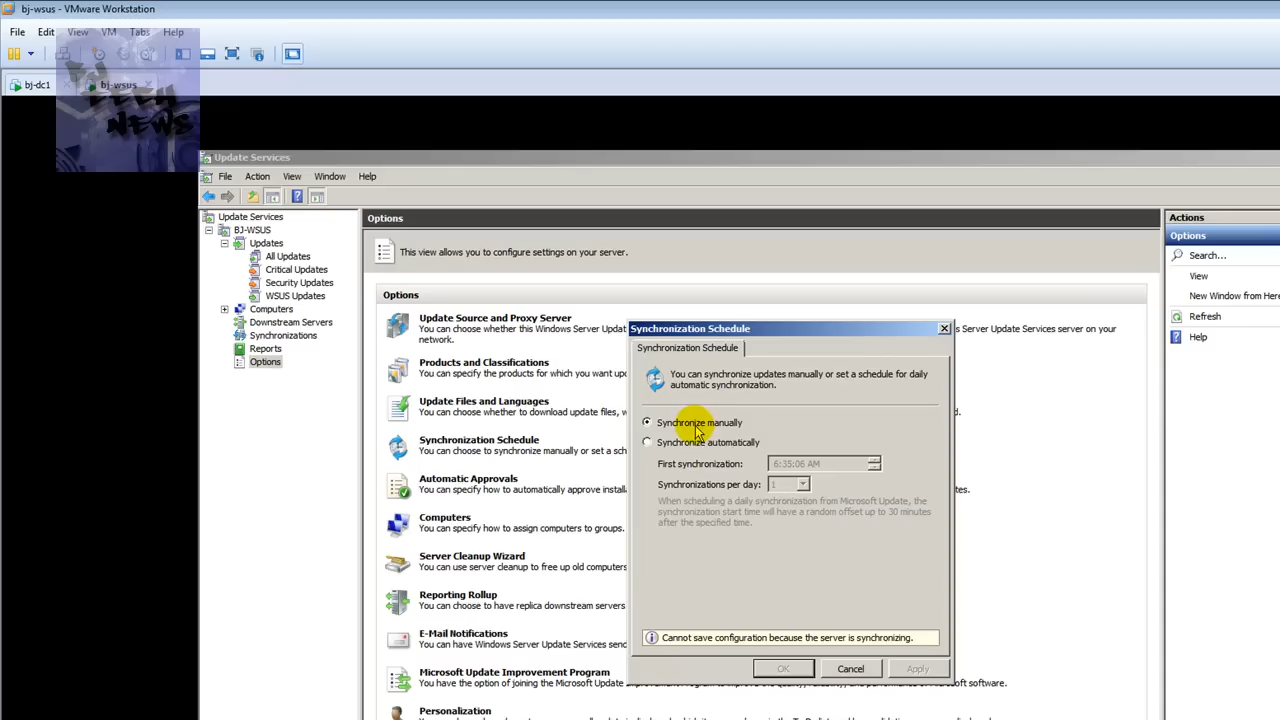 bj-wsus - VMware Workstation
File Edit View VM Tabs Help
bj-dc1 bj-wsus
TECH
NEWS
Update Services
File Action View Window Help
Update Services
BJ-WSUS
Updates
All Updates
Critical Updates
Security Updates
WSUS Updates
Computers
Downstream Servers
Synchronizations
Reports
Options
Options
This view allows you to configure settings on your server.
Options
Update Source and Proxy Server
You can choose whether this Windows Server Updat
s Server Update Services server on your
network.
Products and Classifications
You can specify the products for which you want upd
Update Files and Languages
You can choose whether to download update files, w
Synchronization Schedule
You can choose to synchronize manually or set a sch
Automatic Approvals
You can specify how to automatically approve instal
tes.
Computers
You can specify how to assign computers to groups.
Server Cleanup Wizard
You can use server cleanup to free up old computers
Reporting Rollup
You can choose to have replica downstream servers
E-Mail Notifications
You can have Windows Server Update Services send
Microsoft Update Improvement Program
You have the option of joining the Microsoft Update
Microsoft software.
Personalization
Synchronization Schedule
Synchronization Schedule
You can synchronize updates manually or set a schedule for daily
automatic synchronization.
Synchronize manually
Synchronize automatically
First synchronization: 6:35:06 AM
Synchronizations per day: 1
When scheduling a daily synchronization from Microsoft Update, the
synchronization start time will have a random offset up to 30 minutes
after the specified time.
Cannot save configuration because the server is synchronizing.
OK Cancel Apply
Actions
Options
Search...
View
New Window from Here
Refresh
Help